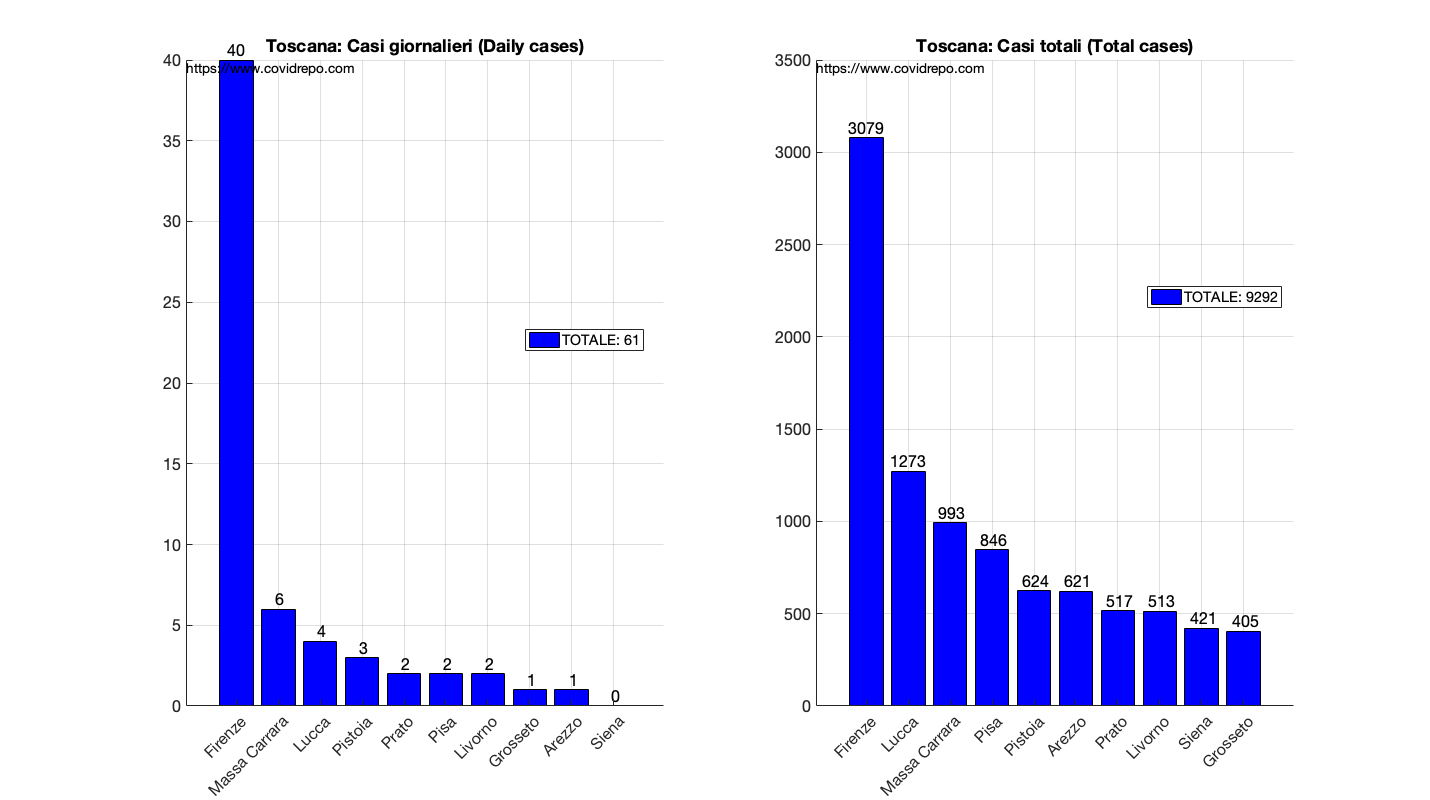 Toscana: Casi giornalieri (Daily cases)
https://www.covidrepo.com
40
35
30
25
20
15
10
5
0
40
6
4
3
2
2
2
1
1
0
TOTALE: 61
Firenze
Massa Carrara
Lucca
Pistoia
Prato
Pisa
Livorno
Grosseto
Arezzo
Siena
Toscana: Casi totali (Total cases)
https://www.covidrepo.com
3500
3000
2500
2000
1500
1000
500
0
3079
1273
993
846
624
621
517
513
421
405
TOTALE: 9292
Firenze
Lucca
Massa Carrara
Pisa
Pistoia
Arezzo
Prato
Livorno
Siena
Grosseto